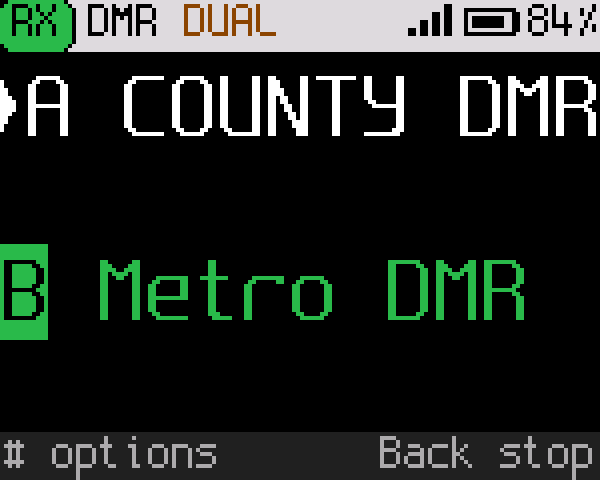 RX DMR DUAL 84%
A COUNTY DMR
B Metro DMR
# options Back stop